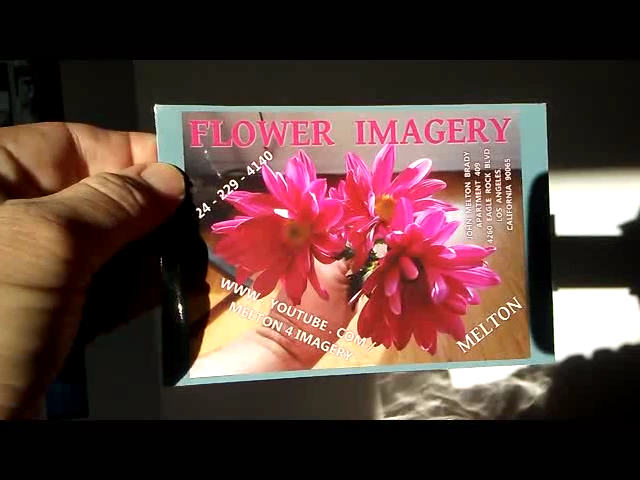 FLOWER IMAGERY
24 - 229 - 4140
JOHN MELTON BRADY
APARTMENT 409
4260 EAGLE ROCK BLVD
LOS ANGELES
CALIFORNIA 90065
WWW. YOUTUBE . COM /
MELTON 4 IMAGERY
MELTON